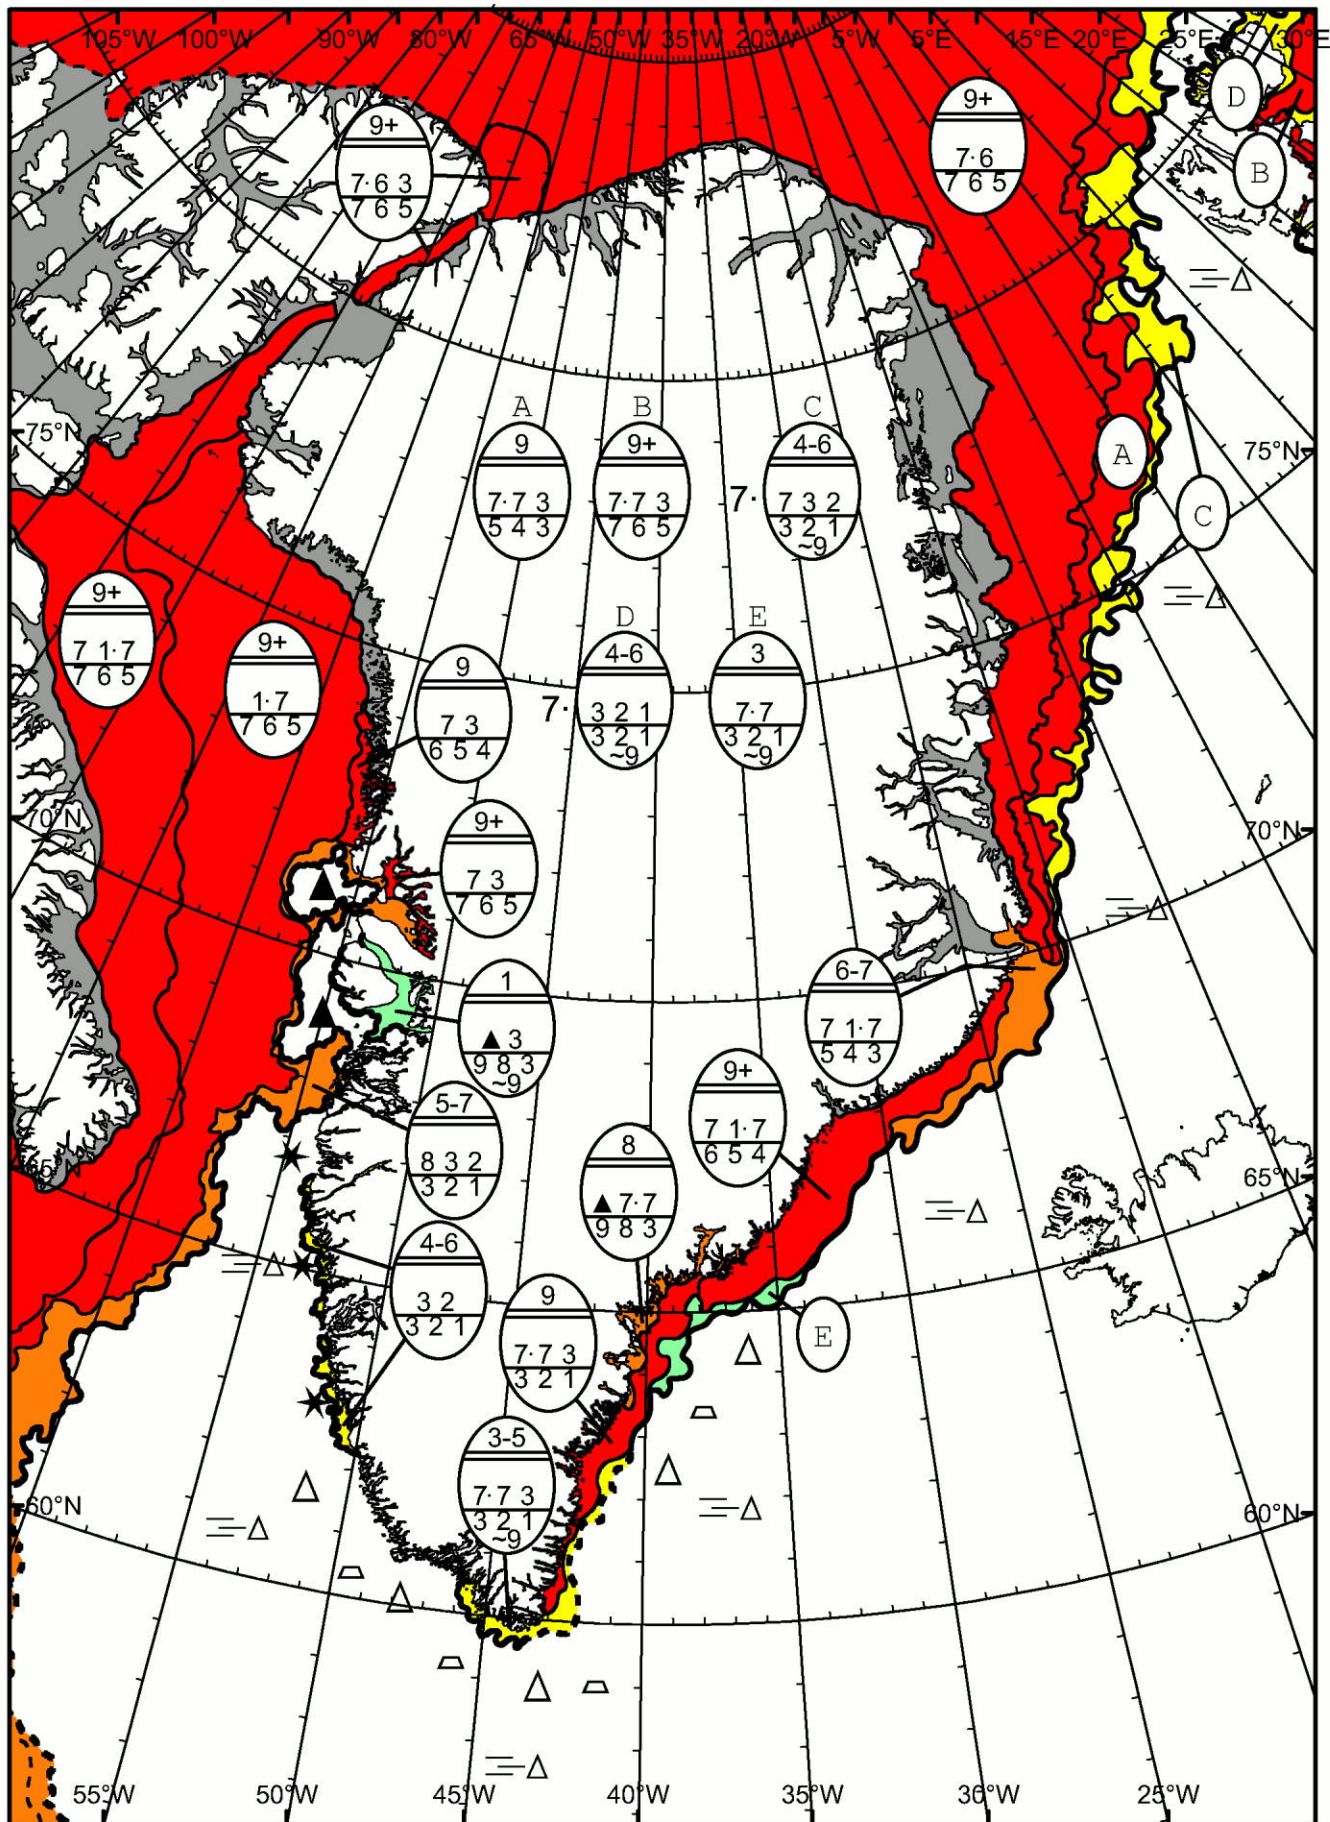 105°W 100°W 90°W 80°W 65°W 50°W 35°W 20°W 5°W 5°E 15°E 20°E 25°E 30°E
9+
7·6 3
7 6 5
9+
7·6
7 6 5
D
B
75°N
75°N
A
9
7·7 3
5 4 3
B
9+
7·7 3
7 6 5
C
4-6
7· 7 3 2
3 2 1
~9
A
C
9+
7 1·7
7 6 5
9+
1·7
7 6 5
9
7 3
6 5 4
D
4-6
7· 3 2 1
3 2 1
~9
E
3
7·7
3 2 1
~9
70°N
70°N
9+
7 3
7 6 5
1
▲ 3
9 8 3
~9
6-7
7 1·7
5 4 3
5-7
8 3 2
3 2 1
9+
7 1·7
6 5 4
8
▲ 7·7
9 8 3
65°N
65°N
4-6
3 2
3 2 1
9
7·7 3
3 2 1
E
3-5
7·7 3
3 2 1
~9
60°N
60°N
55°W 50°W 45°W 40°W 35°W 30°W 25°W